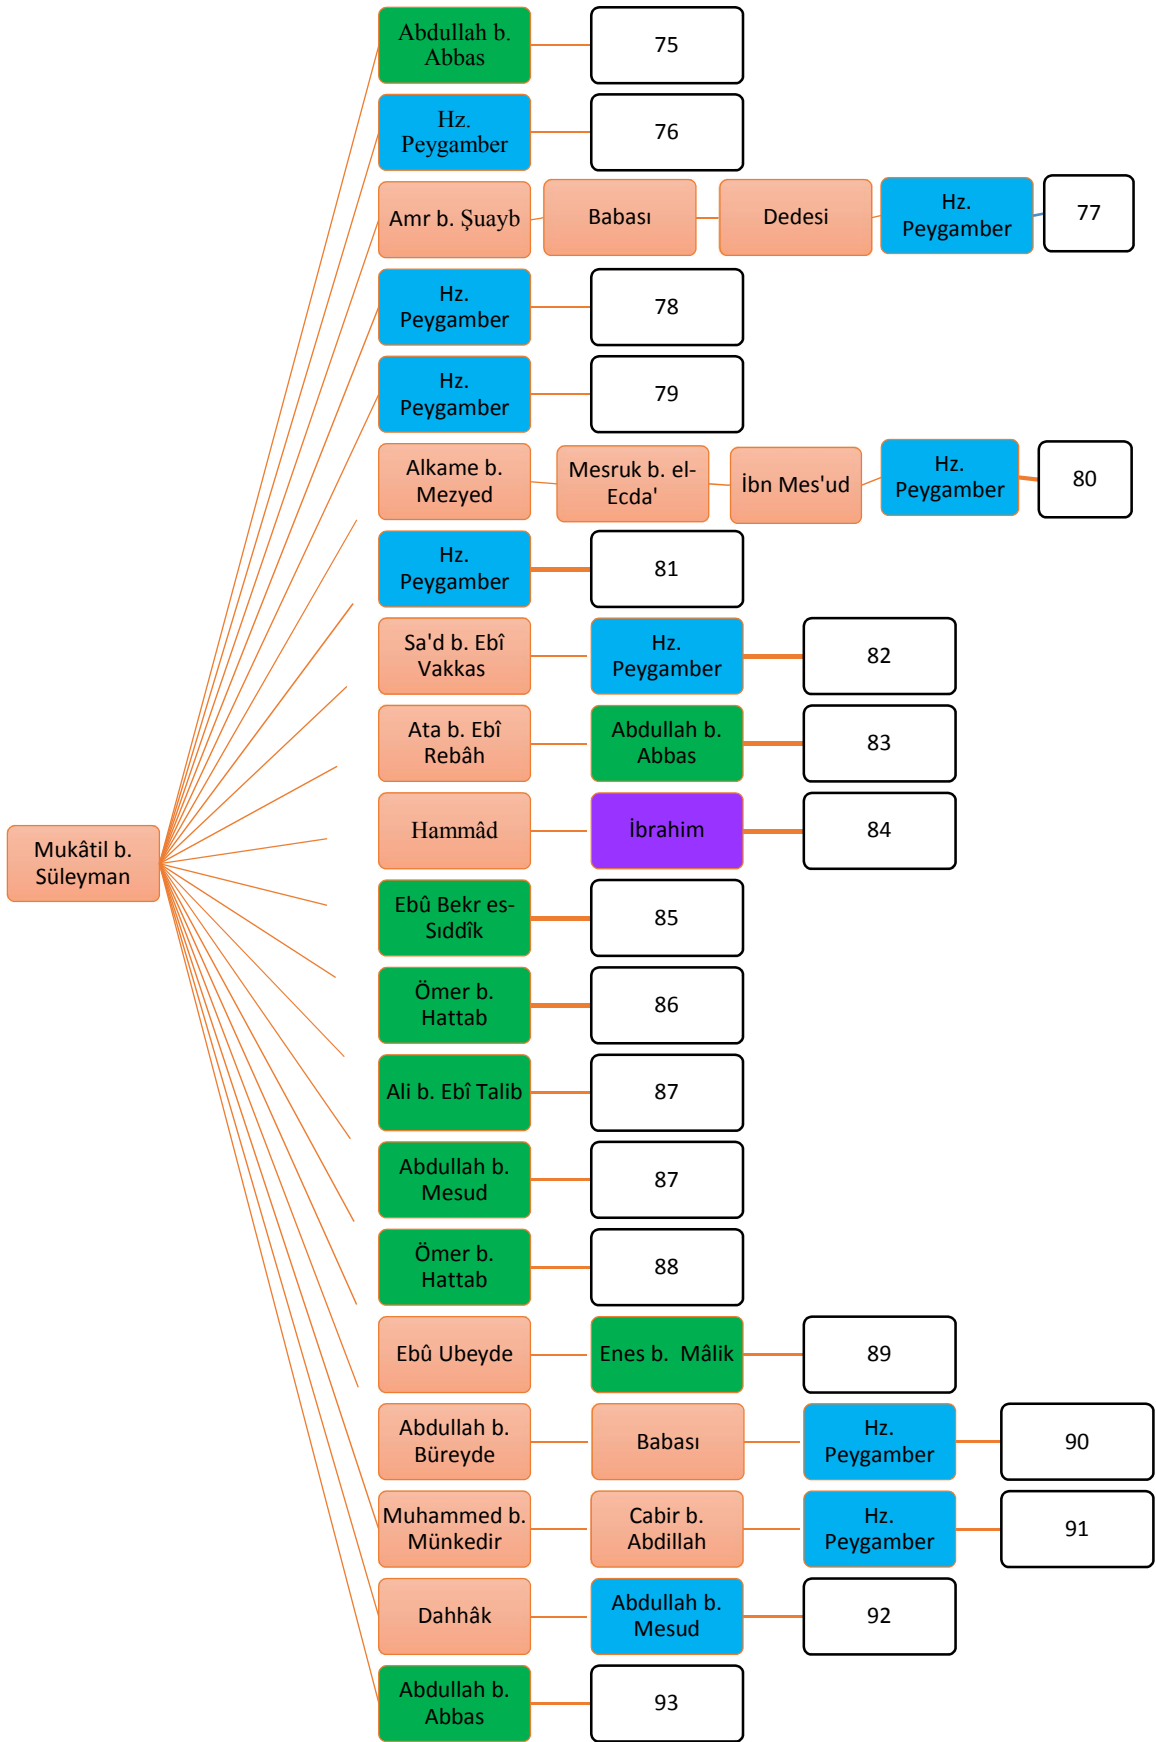 Abdullah b.
Abbas
75
Hz.
Peygamber
76
Amr b. Şuayb
Babası
Dedesi
Hz.
Peygamber
77
Hz.
Peygamber
78
Hz.
Peygamber
79
Alkame b.
Mezyed
Mesruk b. el-
Ecda'
İbn Mes'ud
Hz.
Peygamber
80
Hz.
Peygamber
81
Sa'd b. Ebî
Vakkas
Hz.
Peygamber
82
Ata b. Ebî
Rebâh
Abdullah b.
Abbas
83
Hammâd
İbrahim
84
Mukâtil b.
Süleyman
Ebû Bekr es-
Sıddîk
85
Ömer b.
Hattab
86
Ali b. Ebî Talib
87
Abdullah b.
Mesud
87
Ömer b.
Hattab
88
Ebû Ubeyde
Enes b.  Mâlik
89
Abdullah b.
Büreyde
Babası
Hz.
Peygamber
90
Muhammed b.
Münkedir
Cabir b.
Abdillah
Hz.
Peygamber
91
Dahhâk
Abdullah b.
Mesud
92
Abdullah b.
Abbas
93